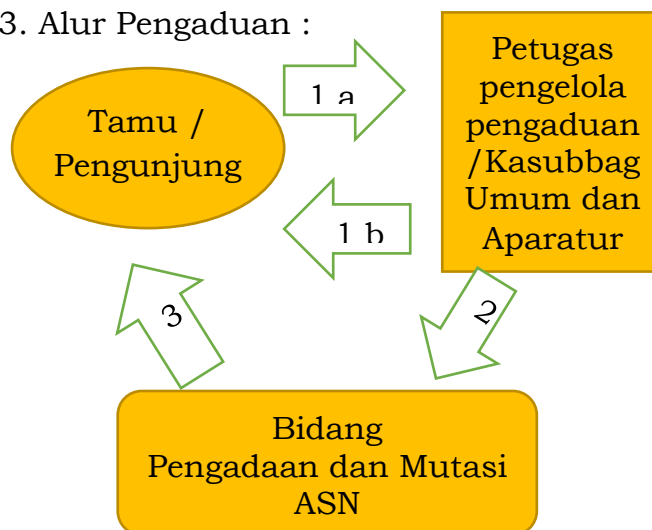 3. Alur Pengaduan :
Tamu /
Pengunjung
1 a
Petugas
pengelola
pengaduan
/Kasubbag
Umum dan
Aparatur
1 b
3
2
Bidang
Pengadaan dan Mutasi
ASN